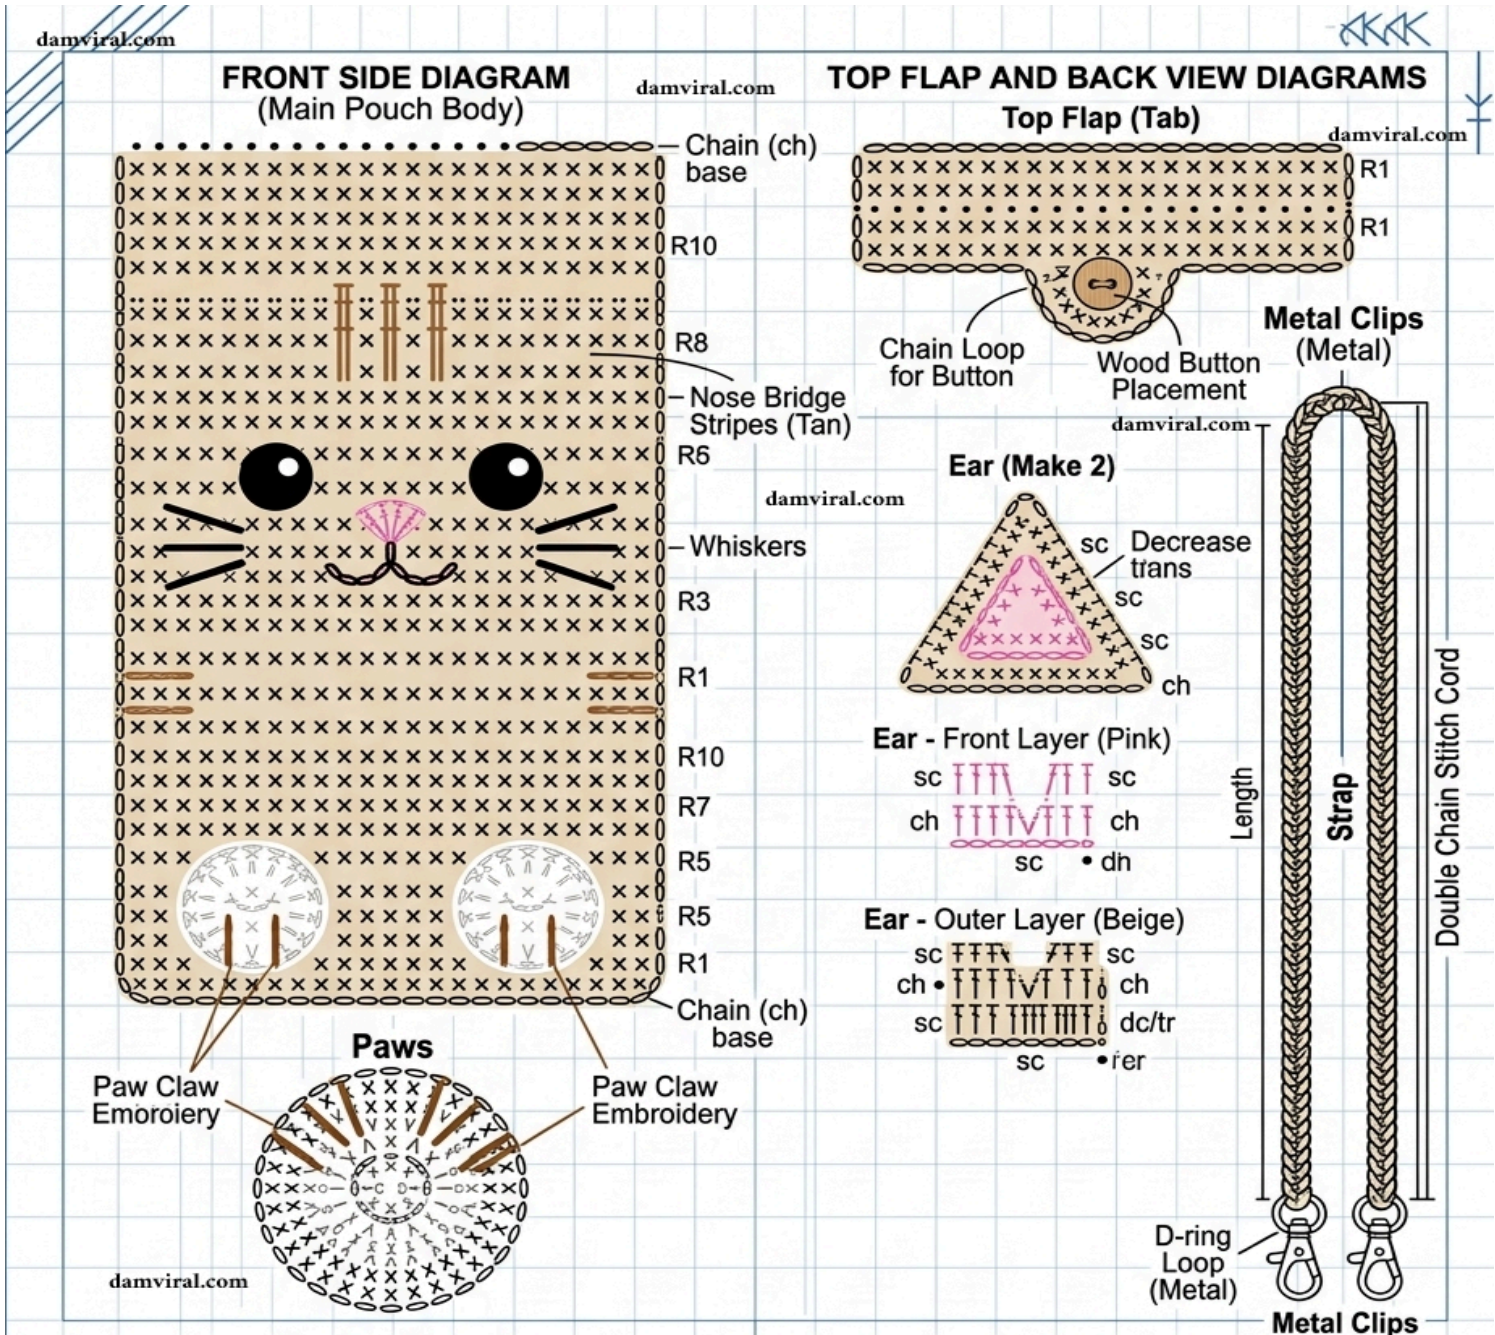 damviral.com
FRONT SIDE DIAGRAM
(Main Pouch Body)
damviral.com
Chain (ch)
base
R10
R8
Nose Bridge
Stripes (Tan)
R6
Whiskers
R3
R1
R10
R7
R5
R5
R1
Chain (ch)
base
Paws
Paw Claw
Emoroiery
Paw Claw
Embroidery
damviral.com
TOP FLAP AND BACK VIEW DIAGRAMS
Top Flap (Tab)
damviral.com
R1
R1
Chain Loop
for Button
Wood Button
Placement
Metal Clips
(Metal)
damviral.com
Ear (Make 2)
damviral.com
sc
Decrease
trans
sc
sc
ch
Ear - Front Layer (Pink)
sc sc
ch ch
sc • dh
Ear - Outer Layer (Beige)
sc sc
ch • ch
sc dc/tr
sc • rer
Length
Strap
Double Chain Stitch Cord
D-ring
Loop
(Metal)
Metal Clips